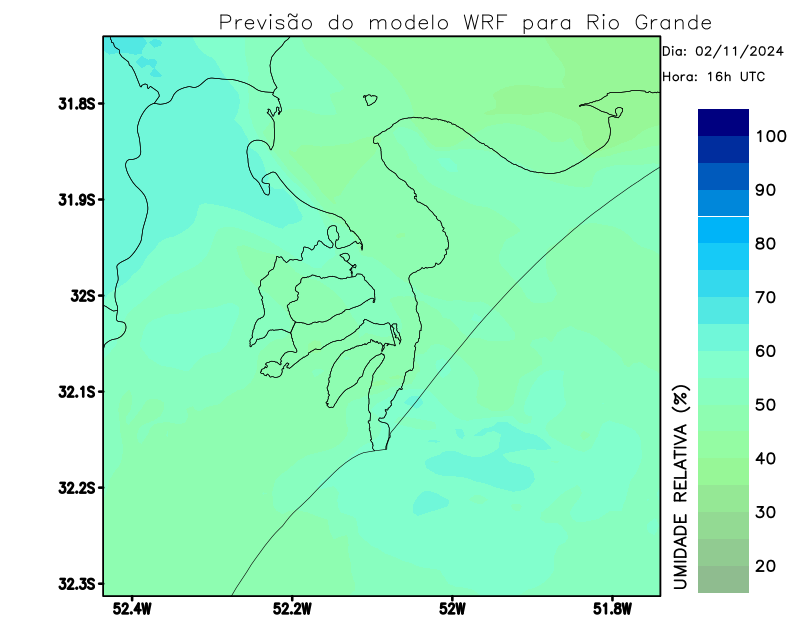 Previsão do modelo WRF para Rio Grande
Dia: 02/11/2024
Hora: 16h UTC
31.8S
31.9S
32S
32.1S
32.2S
32.3S
52.4W 52.2W 52W 51.8W
100
90
80
70
60
50
40
30
20
UMIDADE RELATIVA (%)